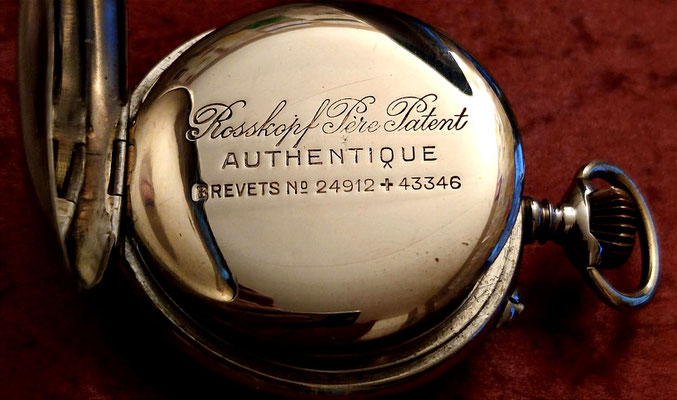 Rosskopf Père Patent
AUTHENTIQUE
BREVETS Nº 24912 + 43346